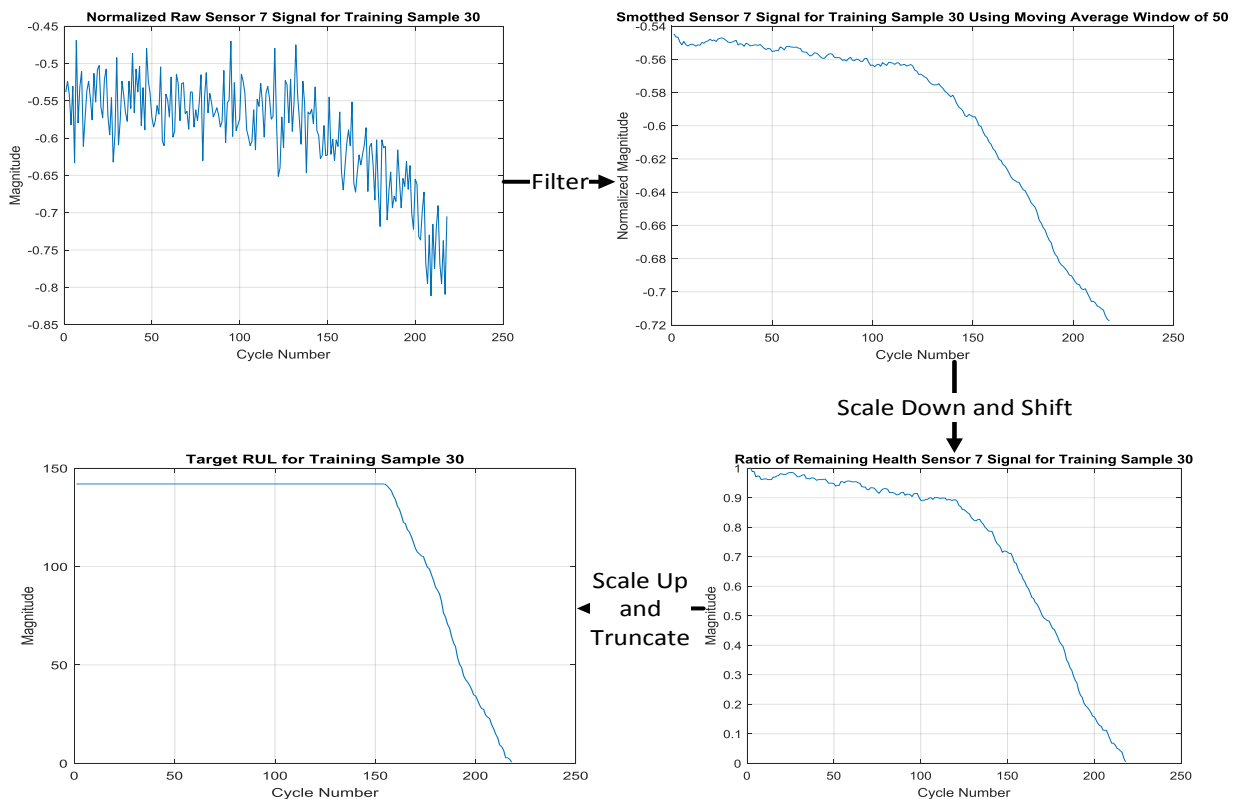 Normalized Raw Sensor 7 Signal for Training Sample 30
-0.45
-0.5
-0.55
-0.6
-0.65
-0.7
-0.75
-0.8
-0.85
Magnitude
0 50 100 150 200 250
Cycle Number
Filter
Smotthed Sensor 7 Signal for Training Sample 30 Using Moving Average Window of 50
-0.54
-0.56
-0.58
-0.6
-0.62
-0.64
-0.66
-0.68
-0.7
-0.72
Normalized Magnitude
0 50 100 150 200 250
Cycle Number
Scale Down and Shift
Ratio of Remaining Health Sensor 7 Signal for Training Sample 30
1
0.9
0.8
0.7
0.6
0.5
0.4
0.3
0.2
0.1
0
Magnitude
0 50 100 150 200 250
Cycle Number
Scale Up
and
Truncate
Target RUL for Training Sample 30
150
100
50
0
Magnitude
0 50 100 150 200 250
Cycle Number